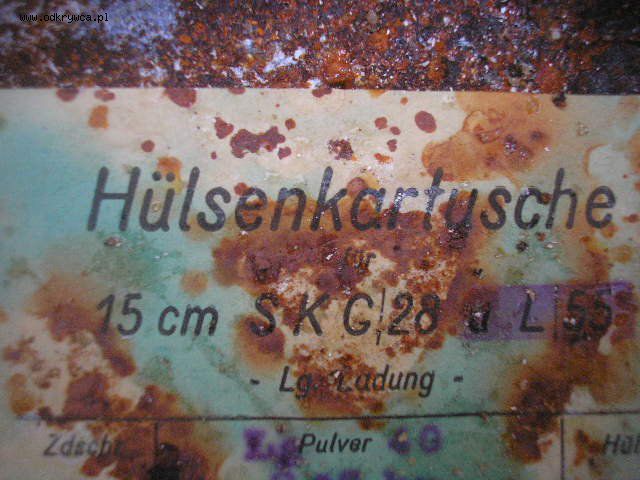 www.odkrywca.pl
Hülsenkartusche
für
15 cm S K C/28 u L/55
- Lg. Ladung -
Zdschr. Pulver Hül